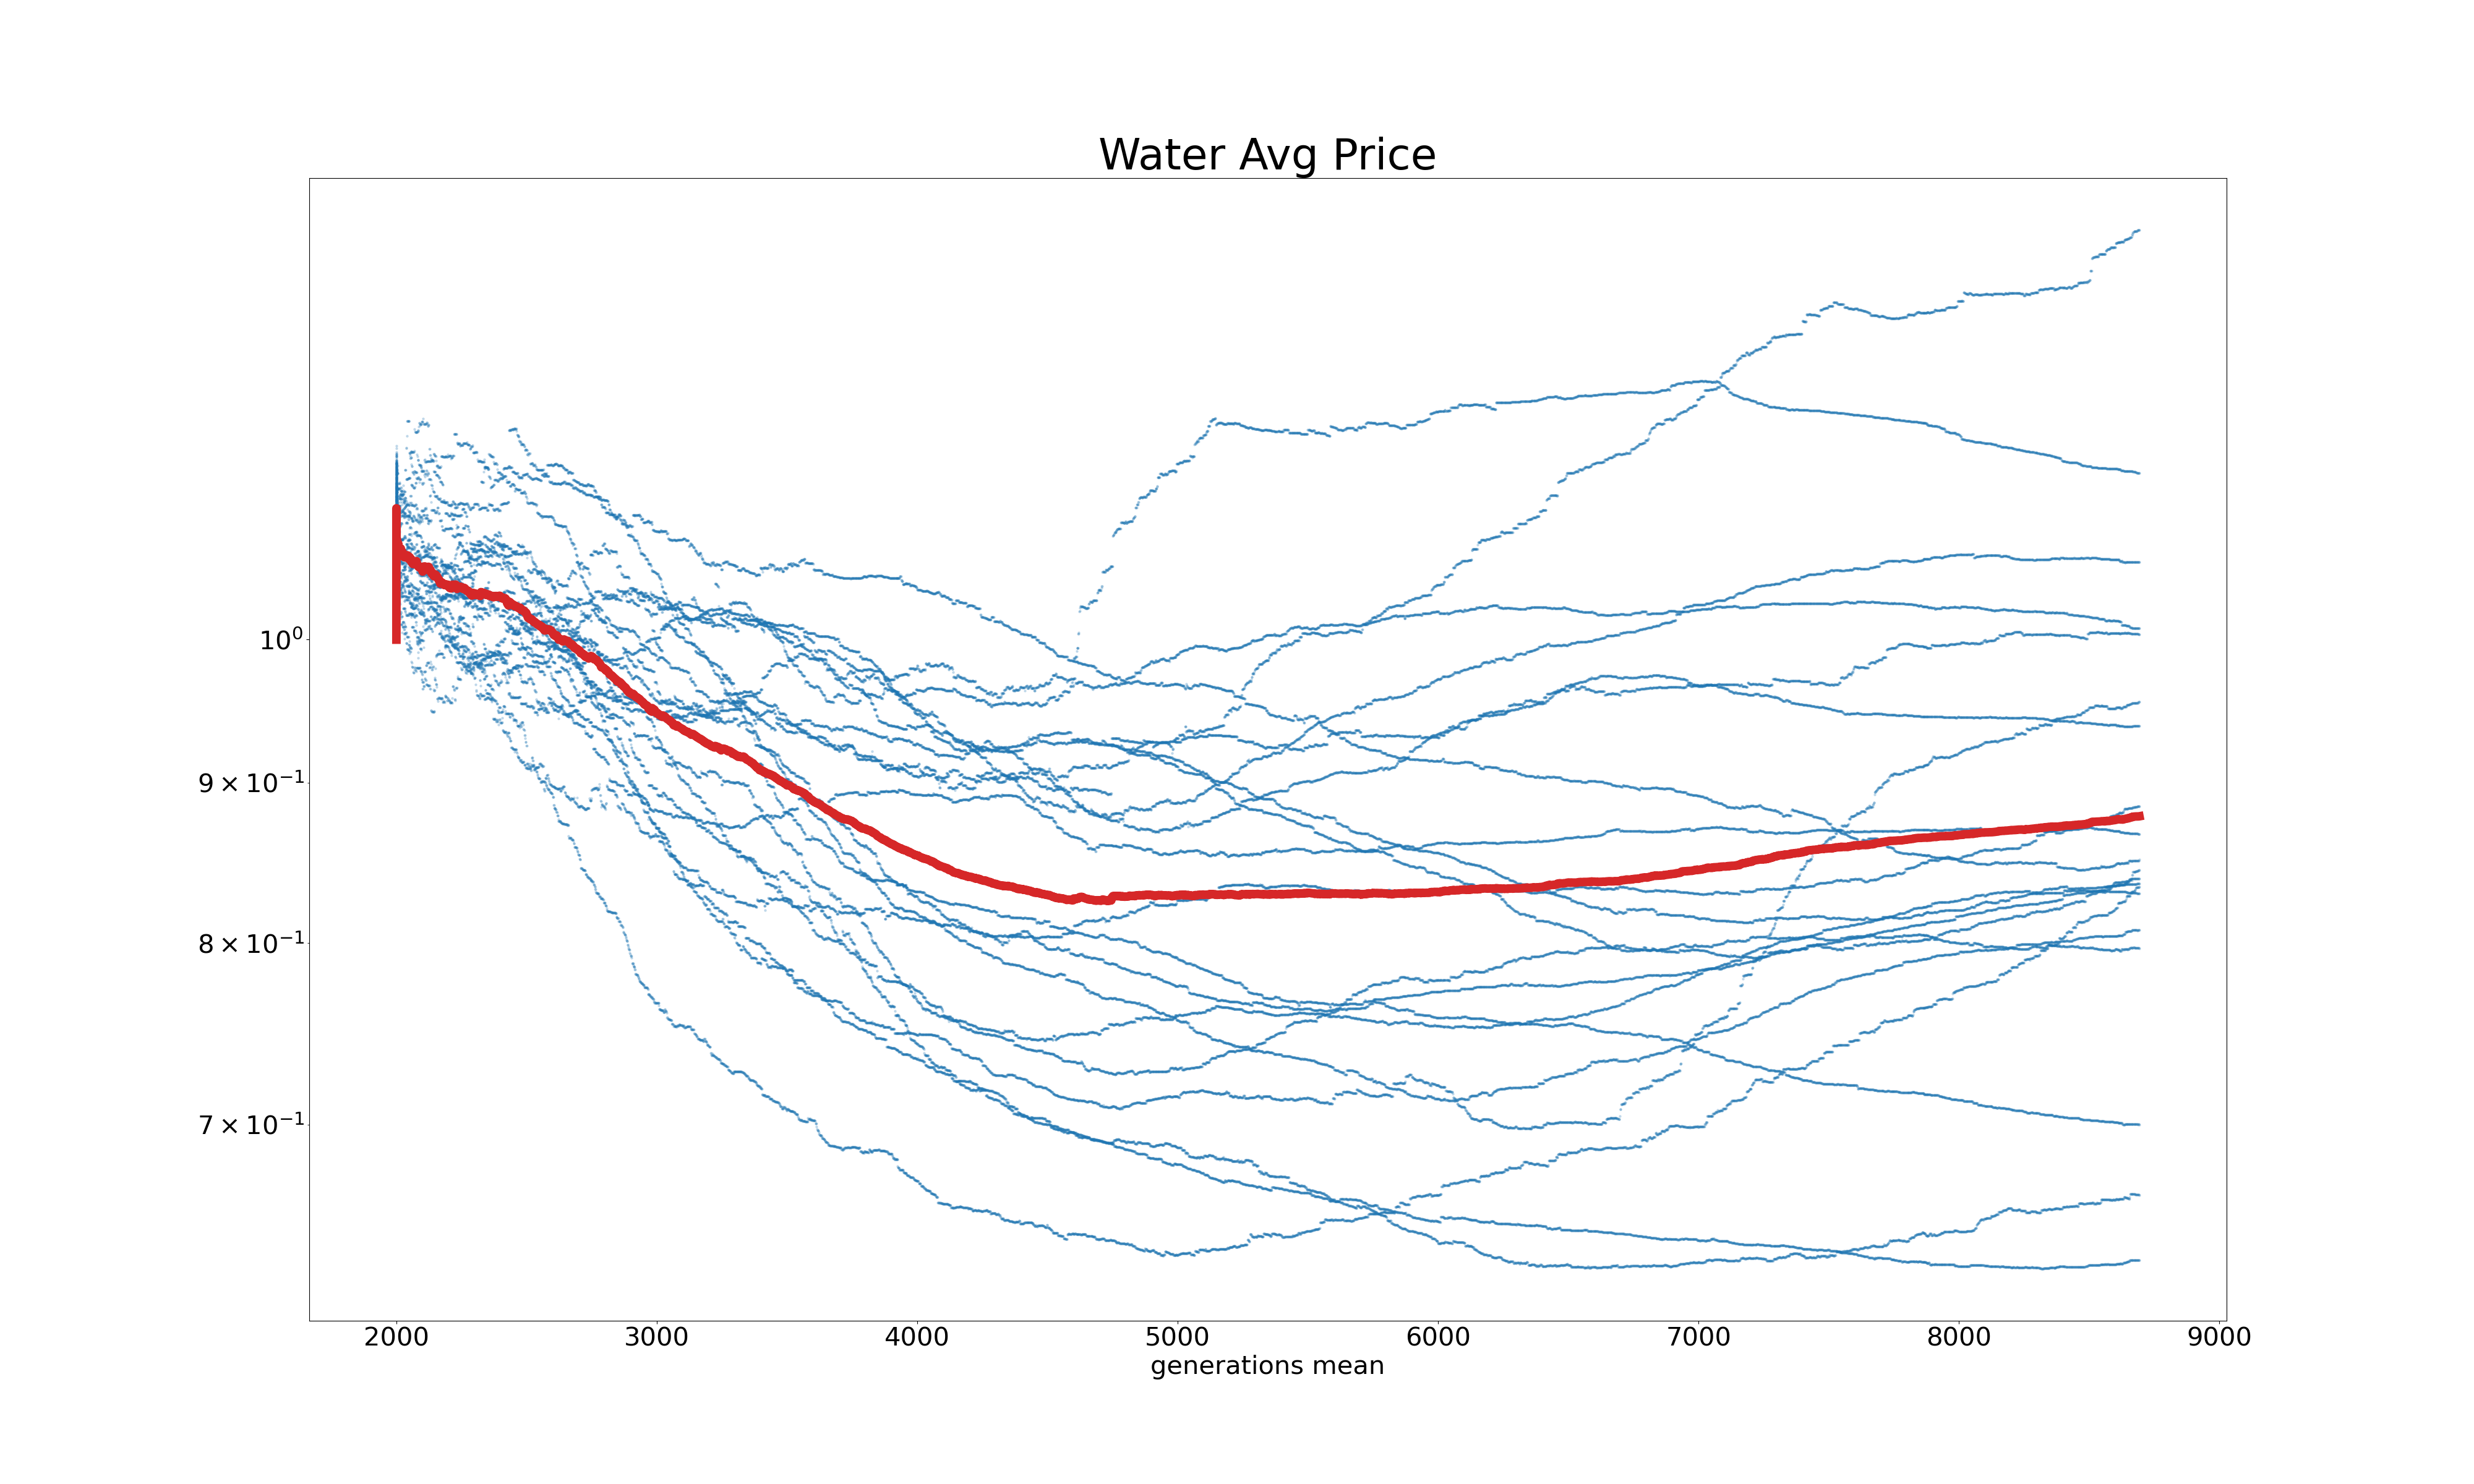 Water Avg Price
10⁰
9 × 10⁻¹
8 × 10⁻¹
7 × 10⁻¹
2000 3000 4000 5000 6000 7000 8000 9000
generations mean